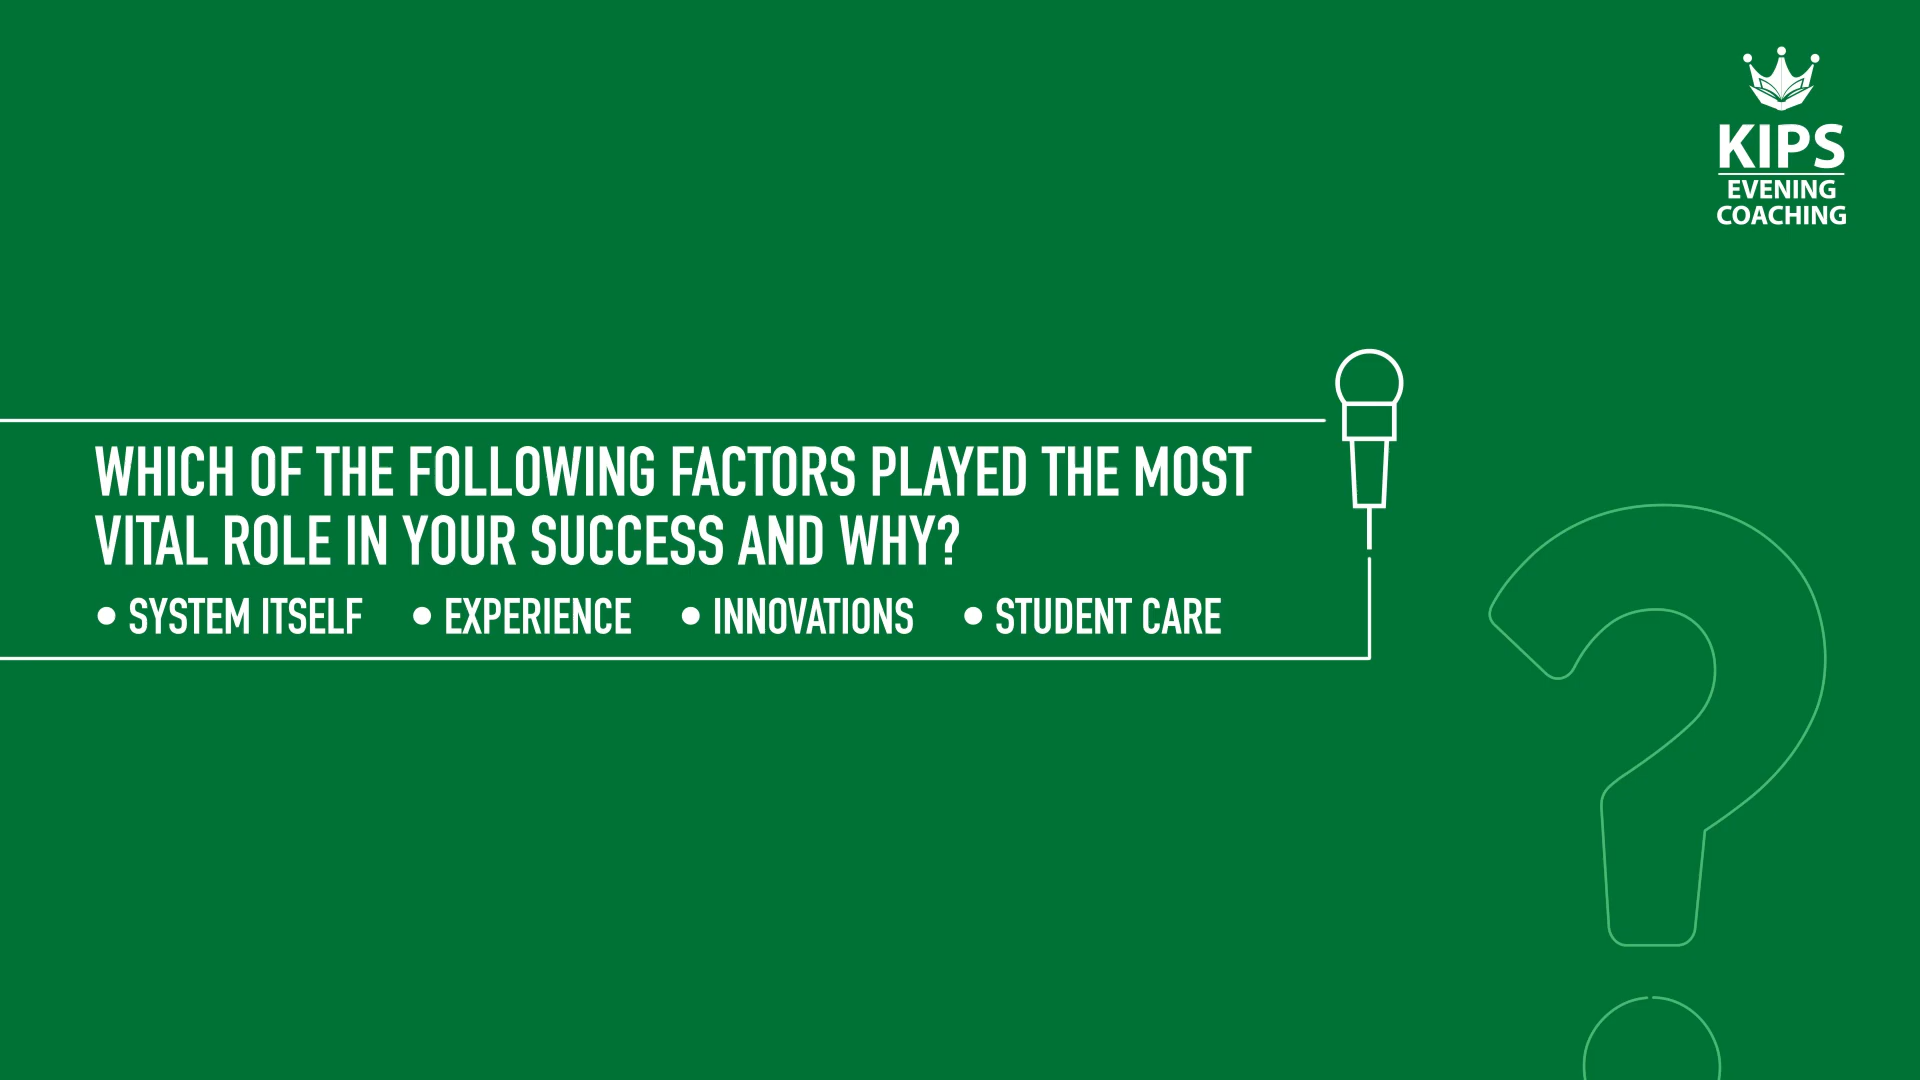 KIPS
EVENING
COACHING
WHICH OF THE FOLLOWING FACTORS PLAYED THE MOST
VITAL ROLE IN YOUR SUCCESS AND WHY?
• SYSTEM ITSELF • EXPERIENCE • INNOVATIONS • STUDENT CARE